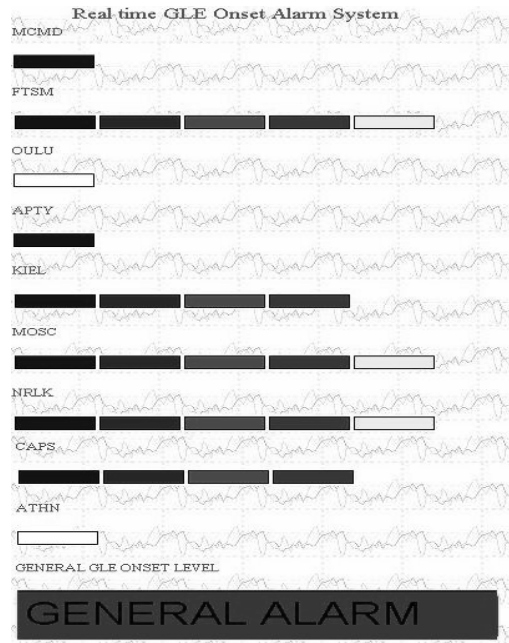 Real time GLE Onset Alarm System
MCMD
FTSM
OULU
APTY
KIEL
MOSC
NRLK
CAPS
ATHN
GENERAL GLE ONSET LEVEL
GENERAL ALARM